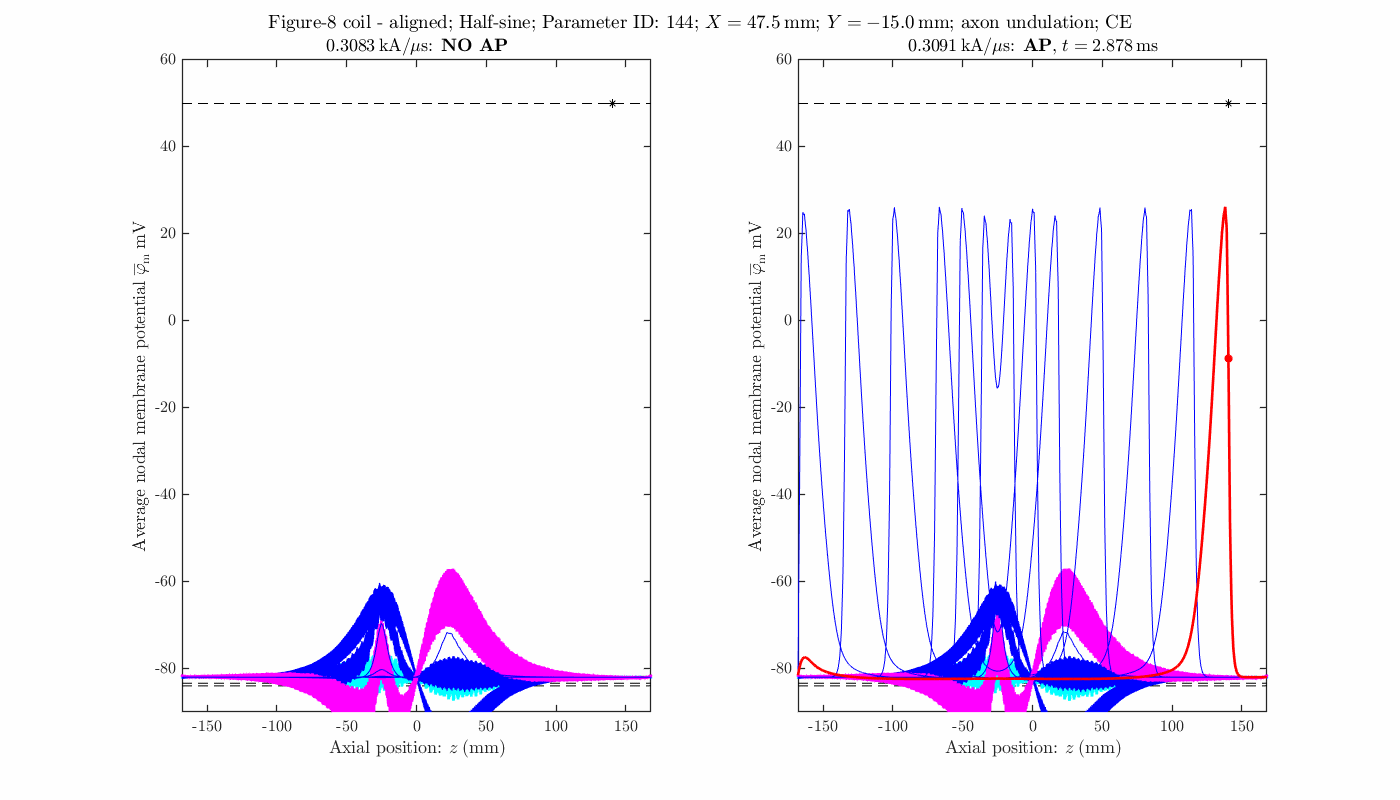 Figure-8 coil - aligned; Half-sine; Parameter ID: 144; X = 47.5 mm; Y = −15.0 mm; axon undulation; CE
0.3083 kA/μs: NO AP
60
40
20
0
-20
-40
-60
-80
Average nodal membrane potential φ̅m mV
-150 -100 -50 0 50 100 150
Axial position: z (mm)
0.3091 kA/μs: AP, t = 2.878 ms
60
40
20
0
-20
-40
-60
-80
Average nodal membrane potential φ̅m mV
-150 -100 -50 0 50 100 150
Axial position: z (mm)